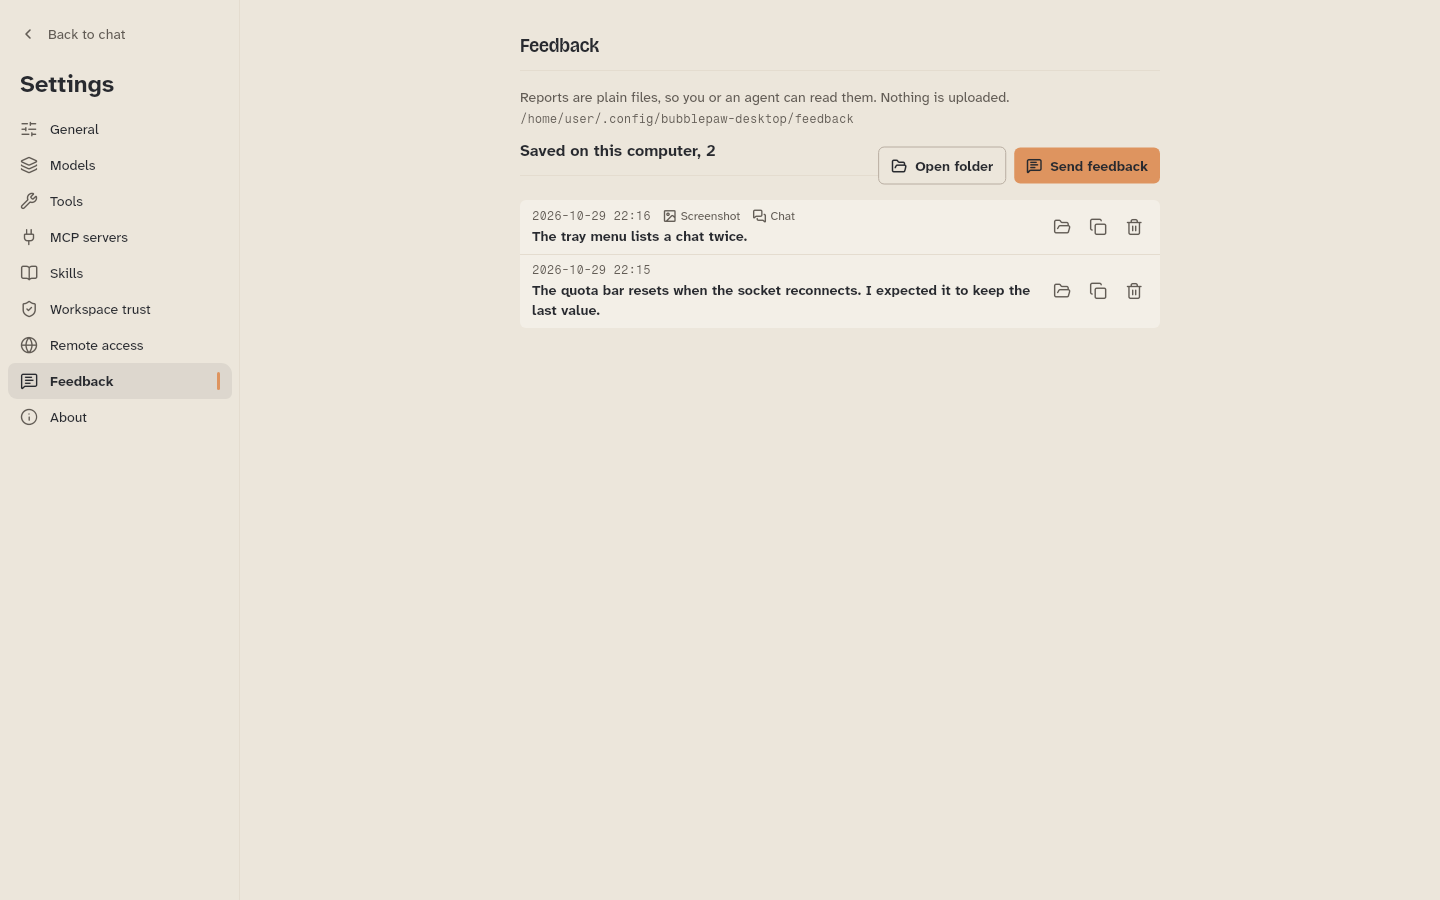 Back to chat
Settings
General
Models
Tools
MCP servers
Skills
Workspace trust
Remote access
Feedback
About
Feedback
Reports are plain files, so you or an agent can read them. Nothing is uploaded.
/home/user/.config/bubblepaw-desktop/feedback
Saved on this computer, 2
Open folder
Send feedback
2026-10-29 22:16 Screenshot Chat
The tray menu lists a chat twice.
2026-10-29 22:15
The quota bar resets when the socket reconnects. I expected it to keep the
last value.